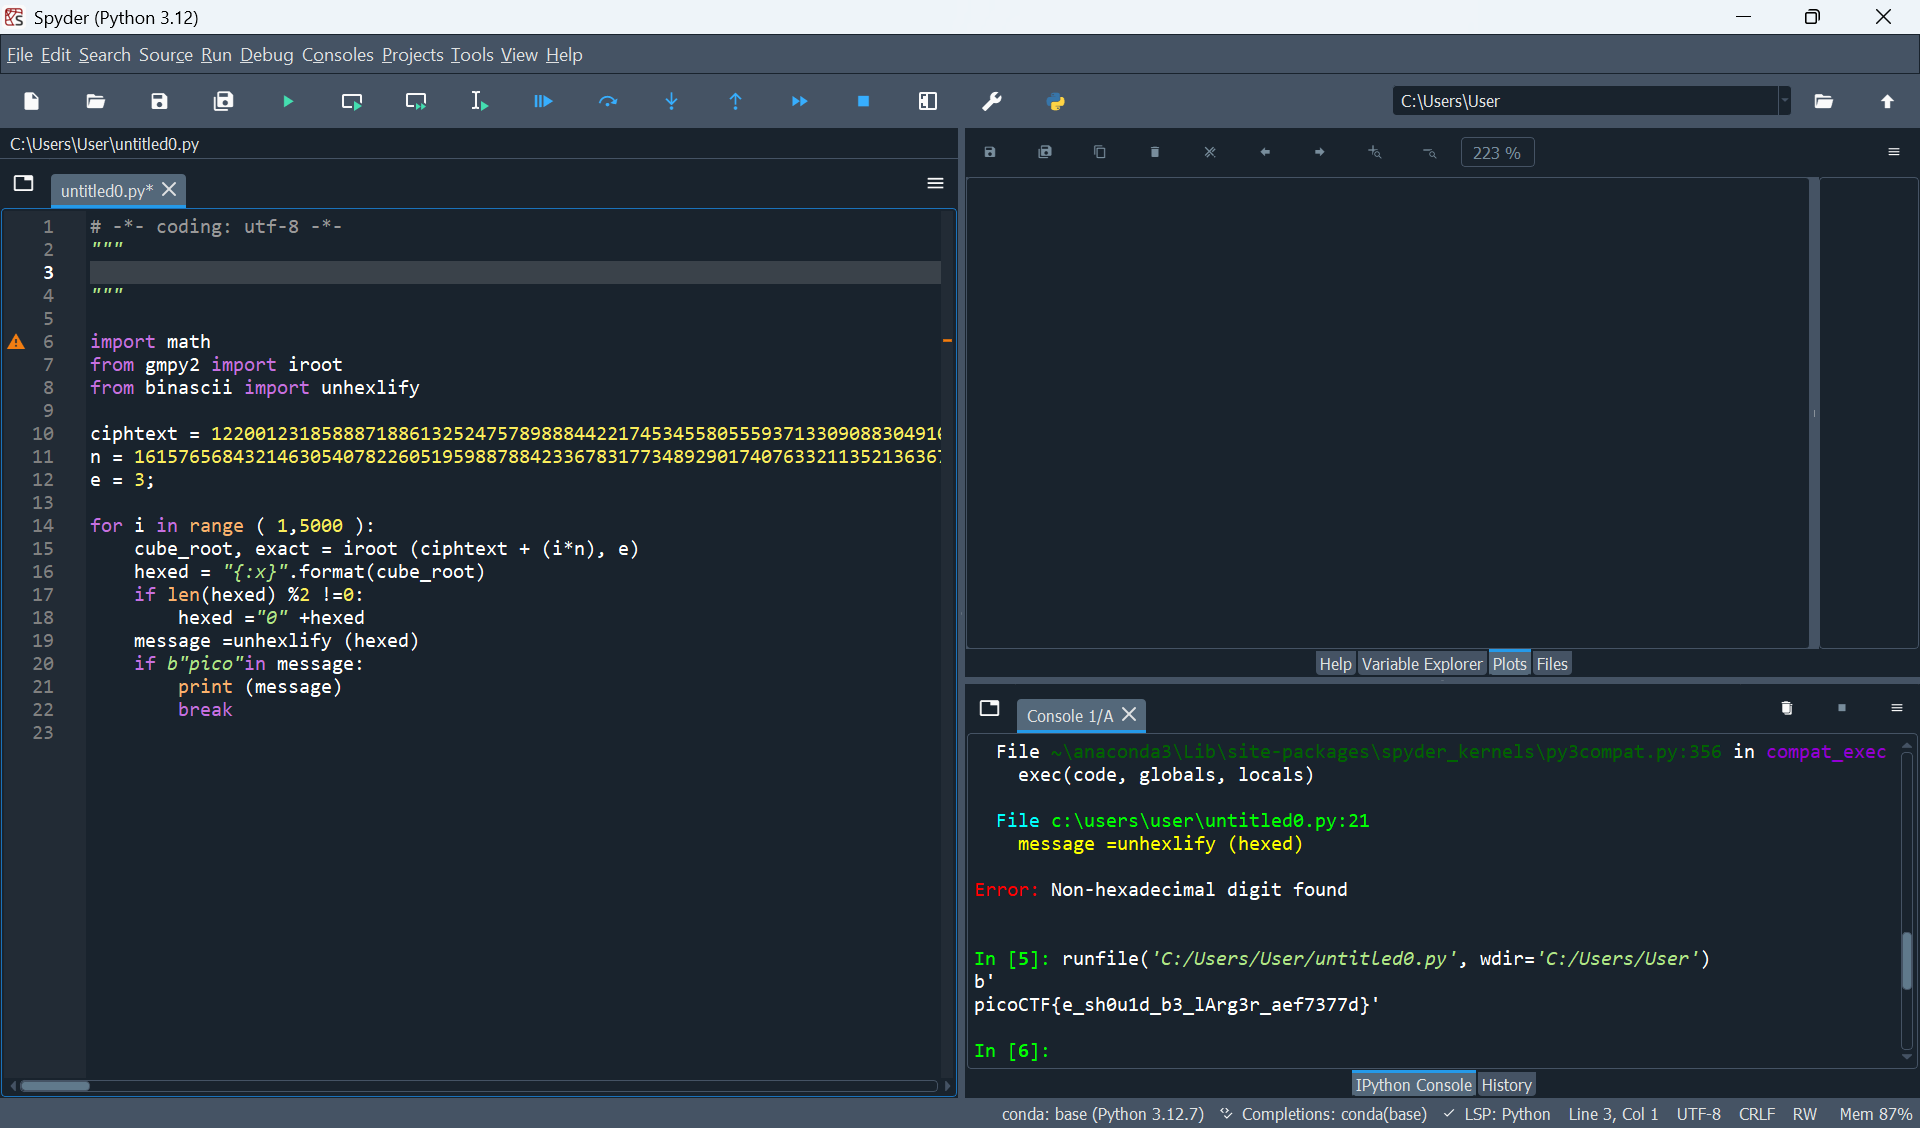 Spyder (Python 3.12)
File Edit Search Source Run Debug Consoles Projects Tools View Help
C:\Users\User
C:\Users\User\untitled0.py
223 %
untitled0.py*
1 # -*- coding: utf-8 -*-
2 """
3
4 """
5
6 import math
7 from gmpy2 import iroot
8 from binascii import unhexlify
9
10 ciphtext = 1220012318588871886132524757898884422174534558055593713309088304910
11 n = 16157656843214630540782260519598878842336783177348929017407633211352136367
12 e = 3;
13
14 for i in range ( 1,5000 ):
15 cube_root, exact = iroot (ciphtext + (i*n), e)
16 hexed = "{:x}".format(cube_root)
17 if len(hexed) %2 !=0:
18 hexed ="0" +hexed
19 message =unhexlify (hexed)
20 if b"pico"in message:
21 print (message)
22 break
23
Help Variable Explorer Plots Files
Console 1/A
File ~\anaconda3\Lib\site-packages\spyder_kernels\py3compat.py:356 in compat_exec
exec(code, globals, locals)
File c:\users\user\untitled0.py:21
message =unhexlify (hexed)
Error: Non-hexadecimal digit found
In [5]: runfile('C:/Users/User/untitled0.py', wdir='C:/Users/User')
b'
picoCTF{e_sh0u1d_b3_lArg3r_aef7377d}'
In [6]:
IPython Console History
conda: base (Python 3.12.7) Completions: conda(base) LSP: Python Line 3, Col 1 UTF-8 CRLF RW Mem 87%